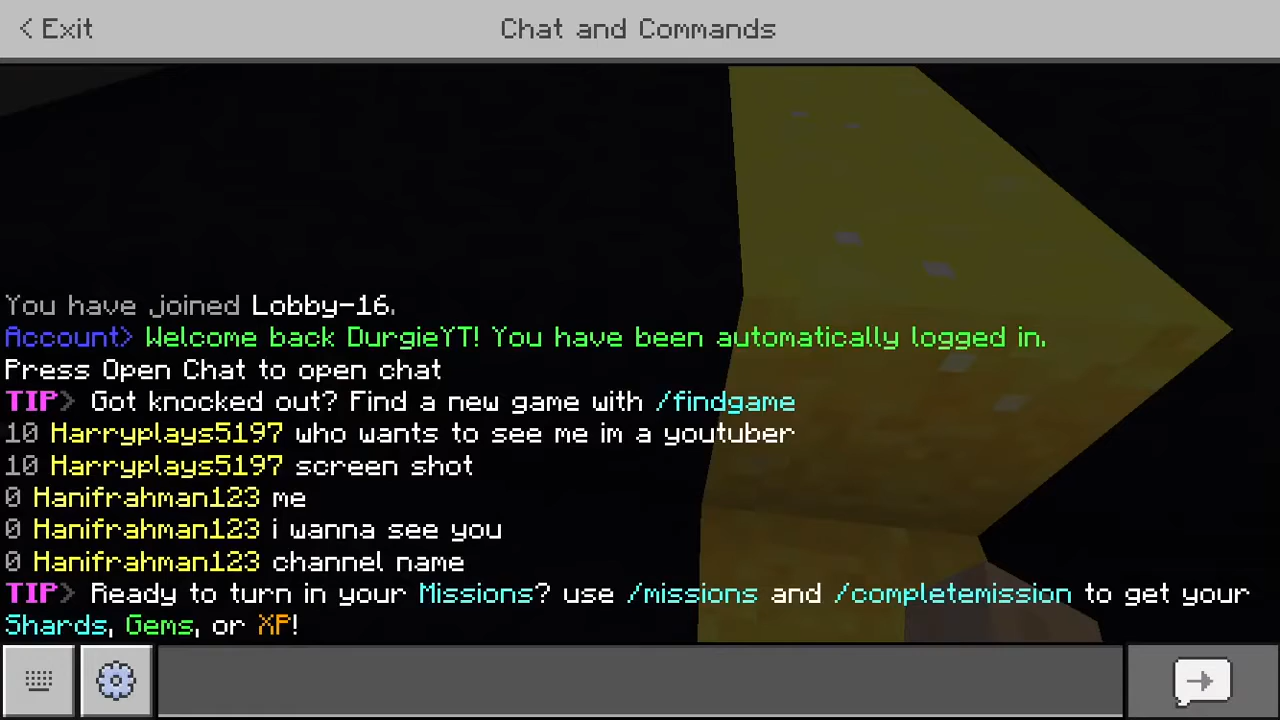 < Exit
Chat and Commands
You have joined Lobby-16.
Account> Welcome back DurgieYT! You have been automatically logged in.
Press Open Chat to open chat
TIP> Got knocked out? Find a new game with /findgame
10 Harryplays5197 who wants to see me im a youtuber
10 Harryplays5197 screen shot
0 Hanifrahman123 me
0 Hanifrahman123 i wanna see you
0 Hanifrahman123 channel name
TIP> Ready to turn in your Missions? use /missions and /completemission to get your
Shards, Gems, or XP!